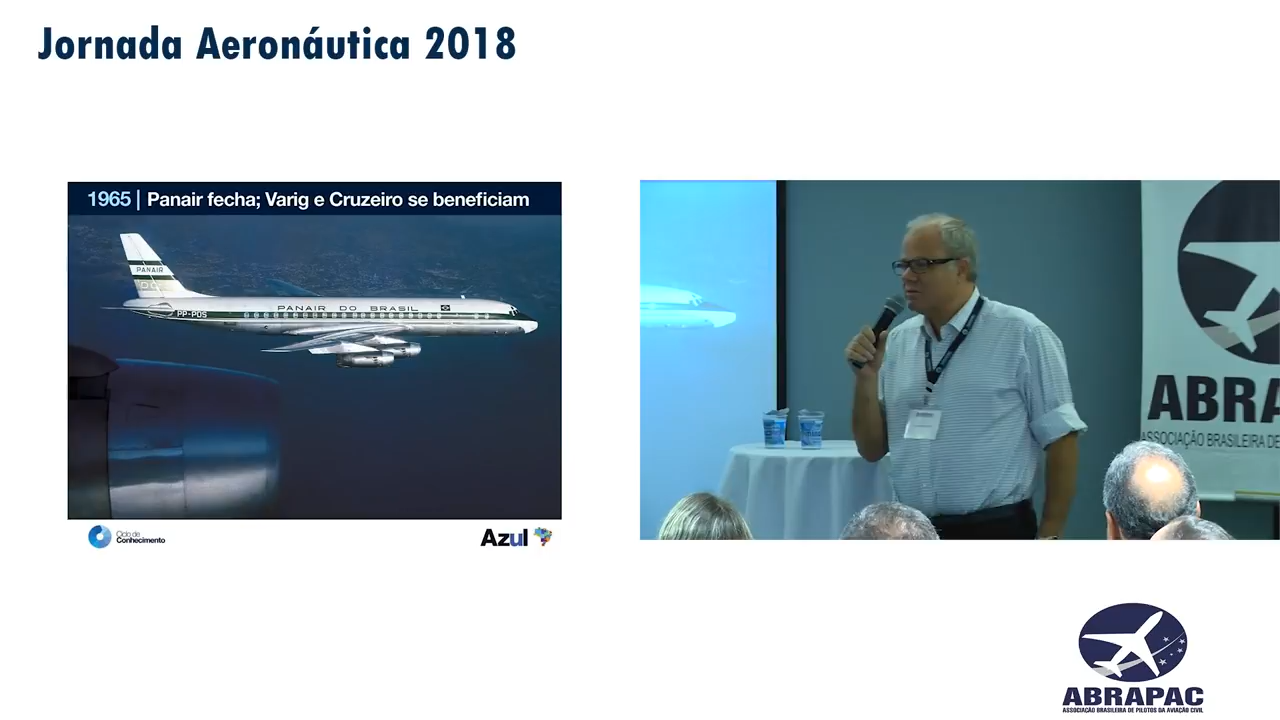 Jornada Aeronáutica 2018
1965 | Panair fecha; Varig e Cruzeiro se beneficiam
PANAIR
PANAIR DO BRASIL
PP-PDS
Ciclo de
Conhecimento
Azul
ABRA
ASSOCIAÇÃO BRASILEIRA DE
ABRAPAC
ASSOCIAÇÃO BRASILEIRA DE PILOTOS DA AVIAÇÃO CIVIL